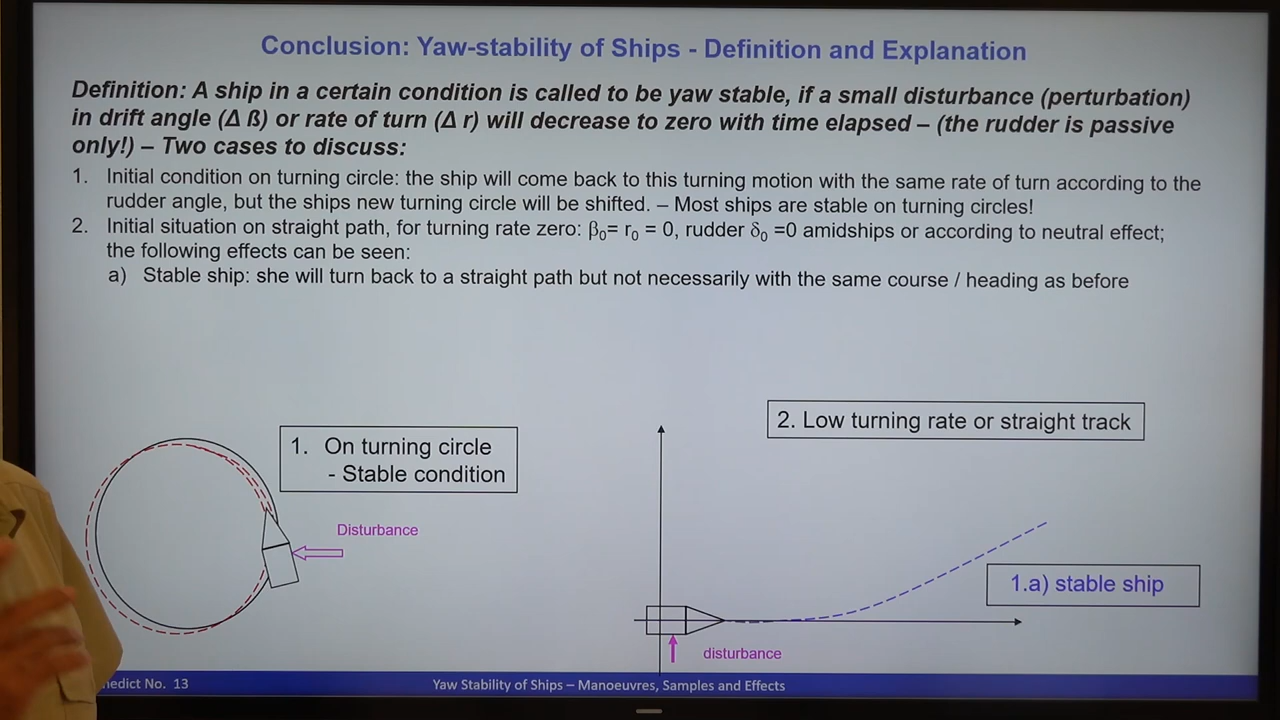 Conclusion: Yaw-stability of Ships - Definition and Explanation
Definition: A ship in a certain condition is called to be yaw stable, if a small disturbance (perturbation)
in drift angle (Δ ß) or rate of turn (Δ r) will decrease to zero with time elapsed – (the rudder is passive
only!) – Two cases to discuss:
1. Initial condition on turning circle: the ship will come back to this turning motion with the same rate of turn according to the
rudder angle, but the ships new turning circle will be shifted. – Most ships are stable on turning circles!
2. Initial situation on straight path, for turning rate zero: β₀= r₀ = 0, rudder δ₀ =0 amidships or according to neutral effect;
the following effects can be seen:
a) Stable ship: she will turn back to a straight path but not necessarily with the same course / heading as before
1. On turning circle
- Stable condition
Disturbance
2. Low turning rate or straight track
1.a) stable ship
disturbance
No. 13
Yaw Stability of Ships – Manoeuvres, Samples and Effects